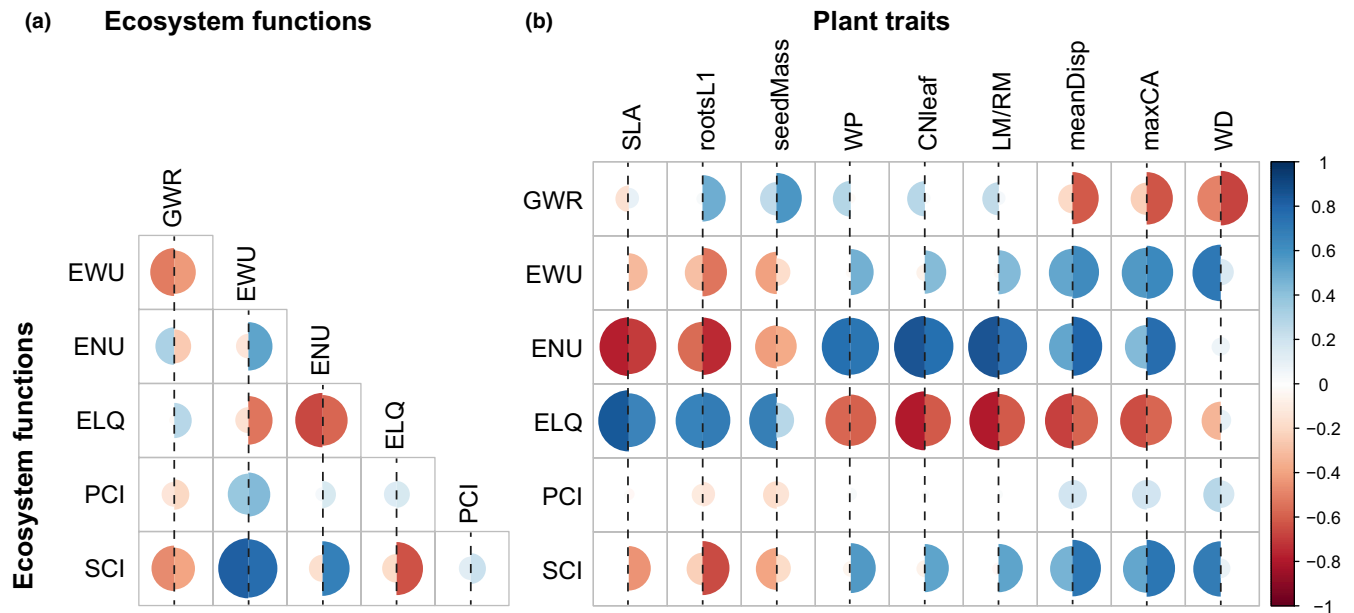 (a) Ecosystem functions
GWR
EWU
EWU
ENU
ENU
ELQ
ELQ
PCI
PCI
SCI
Ecosystem functions
(b) Plant traits
SLA
rootsL1
seedMass
WP
CNleaf
LM/RM
meanDisp
maxCA
WD
GWR
EWU
ENU
ELQ
PCI
SCI
1
0.8
0.6
0.4
0.2
0
−0.2
−0.4
−0.6
−0.8
−1